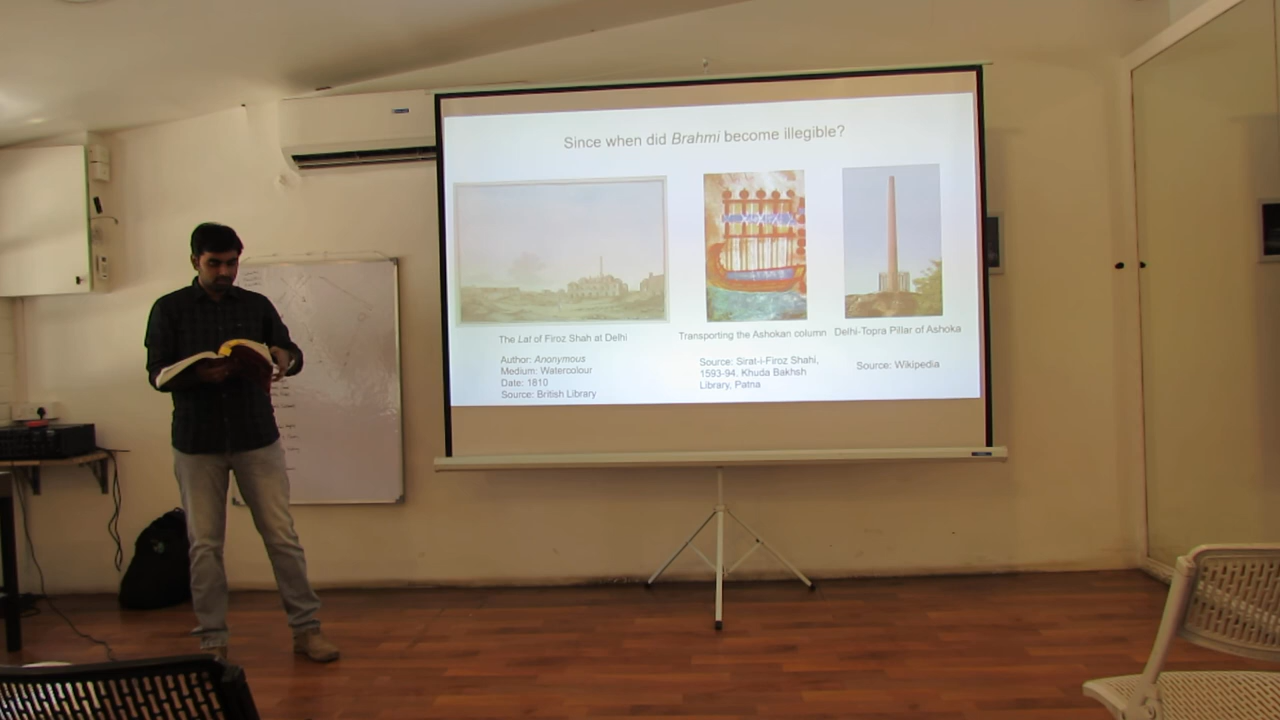 Since when did Brahmi become illegible?
The Lat of Firoz Shah at Delhi
Author: Anonymous
Medium: Watercolour
Date: 1810
Source: British Library
Transporting the Ashokan column
Source: Sirat-i-Firoz Shahi,
1593-94. Khuda Bakhsh
Library, Patna
Delhi-Topra Pillar of Ashoka
Source: Wikipedia